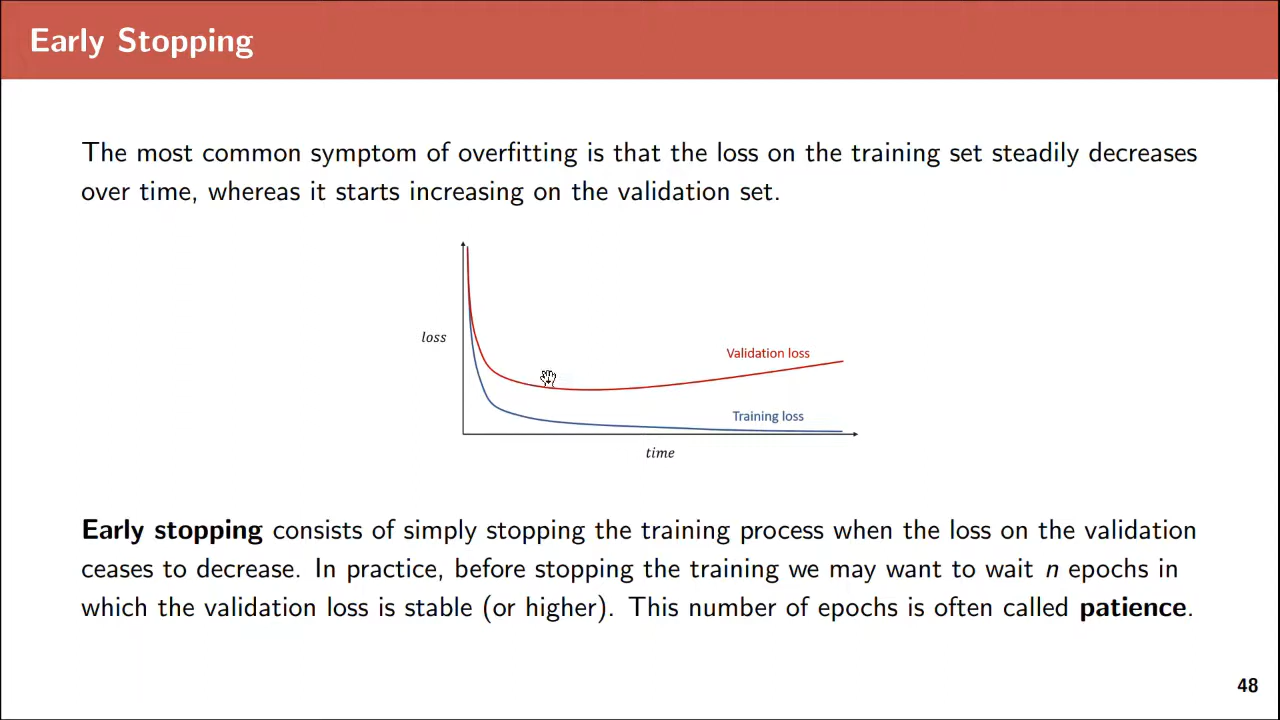 Early Stopping
The most common symptom of overfitting is that the loss on the training set steadily decreases
over time, whereas it starts increasing on the validation set.
loss
Validation loss
Training loss
time
Early stopping consists of simply stopping the training process when the loss on the validation
ceases to decrease. In practice, before stopping the training we may want to wait n epochs in
which the validation loss is stable (or higher). This number of epochs is often called patience.
48